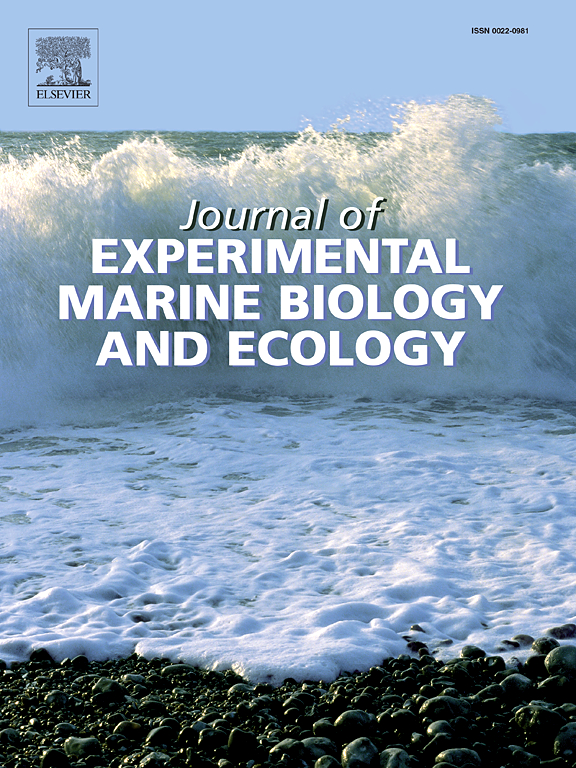 ISSN 0022-0981
ELSEVIER
Journal of
EXPERIMENTAL
MARINE BIOLOGY
AND ECOLOGY